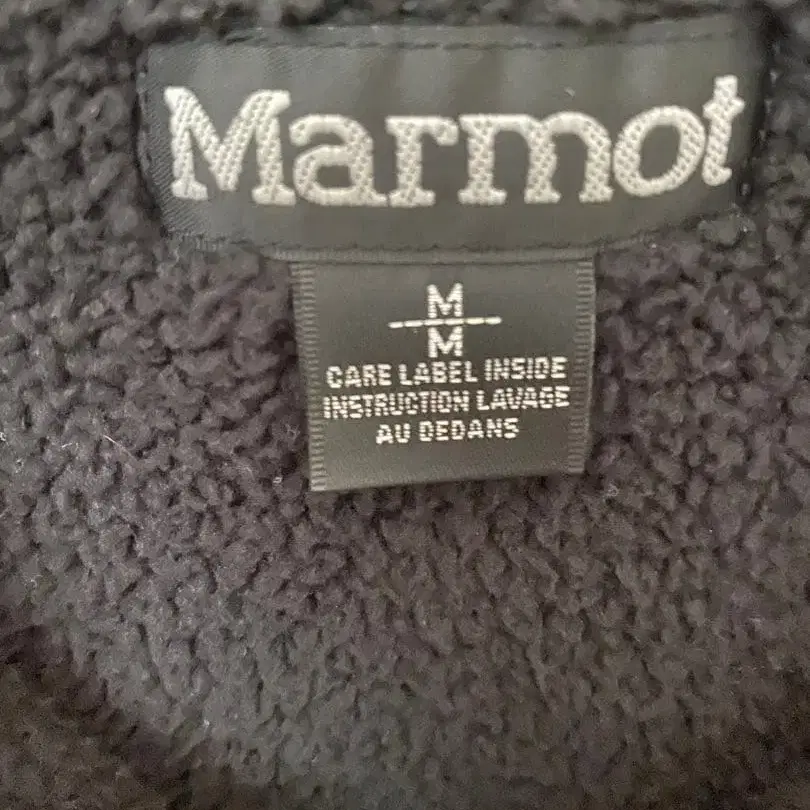 Marmot
M
M
CARE LABEL INSIDE
INSTRUCTION LAVAGE
AU DEDANS